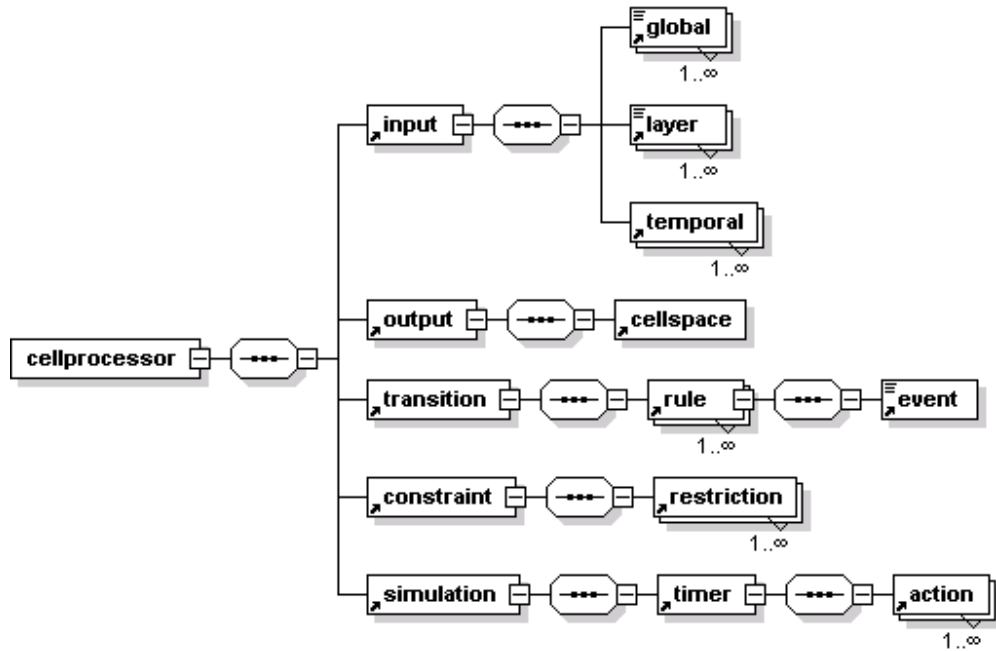 global
1..∞
input
layer
1..∞
temporal
1..∞
output
cellspace
cellprocessor
transition
rule
event
1..∞
constraint
restriction
1..∞
simulation
timer
action
1..∞